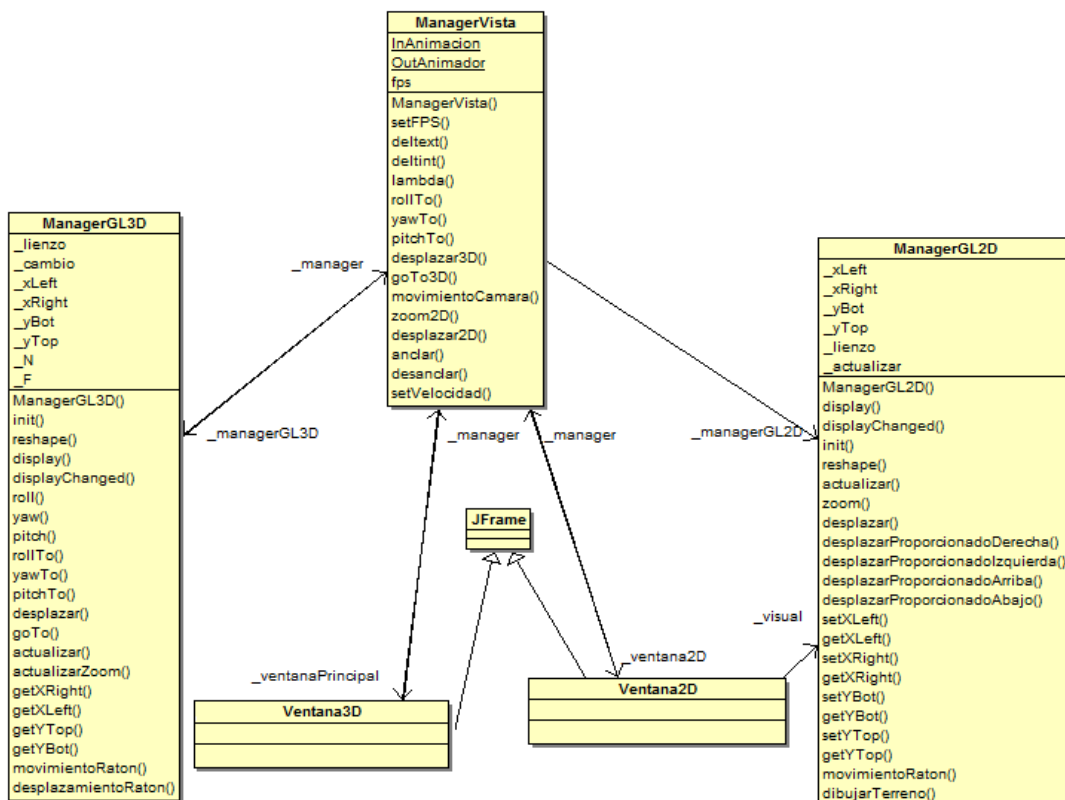 ManagerVista
InAnimacion
OutAnimador
fps
ManagerVista()
setFPS()
deltext()
deltint()
lambda()
rollTo()
yawTo()
pitchTo()
desplazar3D()
goTo3D()
movimientoCamara()
zoom2D()
desplazar2D()
anclar()
desanclar()
setVelocidad()
ManagerGL3D
_lienzo
_cambio
_xLeft
_xRight
_yBot
_yTop
_N
_F
ManagerGL3D()
init()
reshape()
display()
displayChanged()
roll()
yaw()
pitch()
rollTo()
yawTo()
pitchTo()
desplazar()
goTo()
actualizar()
actualizarZoom()
getXRight()
getXLeft()
getYTop()
getYBot()
movimientoRaton()
desplazamientoRaton()
_manager
_managerGL3D
_manager
_manager
_managerGL2D
ManagerGL2D
_xLeft
_xRight
_yBot
_yTop
_lienzo
_actualizar
ManagerGL2D()
display()
displayChanged()
init()
reshape()
actualizar()
zoom()
desplazar()
desplazarProporcionadoDerecha()
desplazarProporcionadoIzquierda()
desplazarProporcionadoArriba()
desplazarProporcionadoAbajo()
setXLeft()
getXLeft()
setXRight()
getXRight()
setYBot()
getYBot()
setYTop()
getYTop()
movimientoRaton()
dibujarTerreno()
JFrame
_visual
_ventanaPrincipal
_ventana2D
Ventana3D
Ventana2D